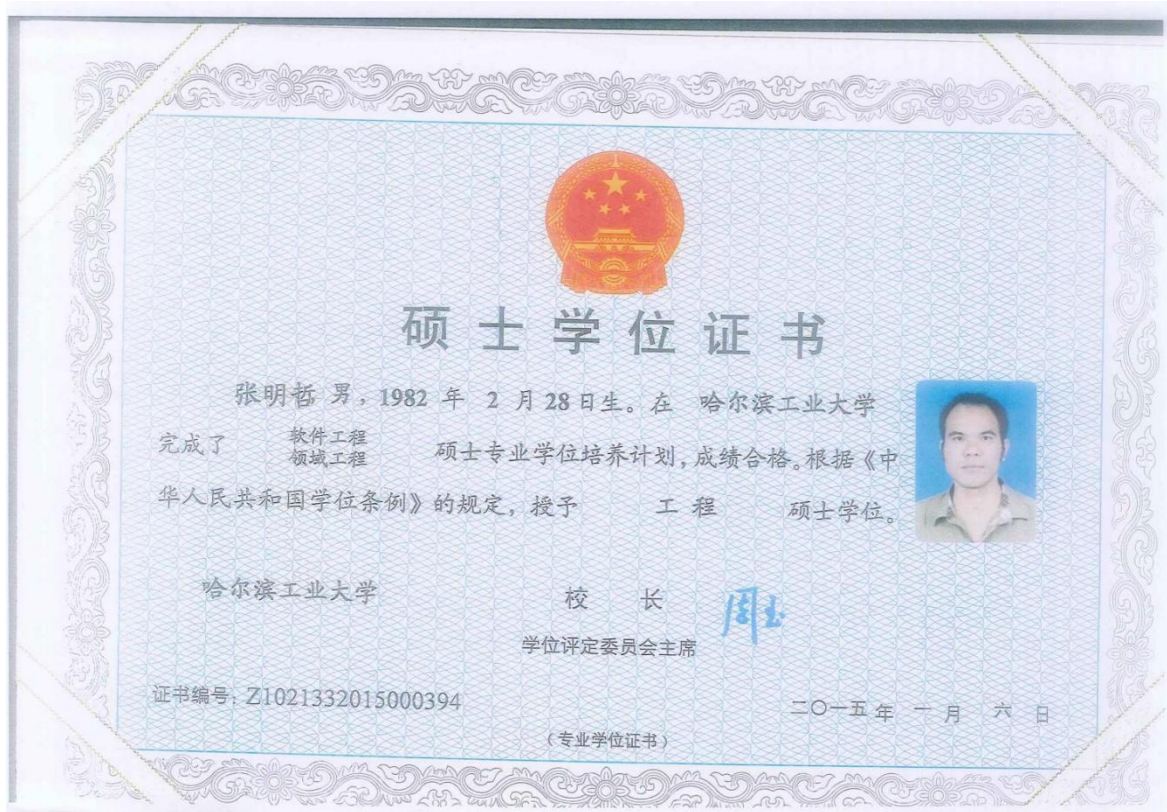 硕士学位证书
张明哲 男，1982 年 2 月 28 日生。在 哈尔滨工业大学
完成了 软件工程
领域工程 硕士专业学位培养计划，成绩合格。根据《中
华人民共和国学位条例》的规定，授予 工程 硕士学位。
哈尔滨工业大学
校 长 周玉
学位评定委员会主席
证书编号：Z1021332015000394
二〇一五 年 一 月 六 日
（专业学位证书）